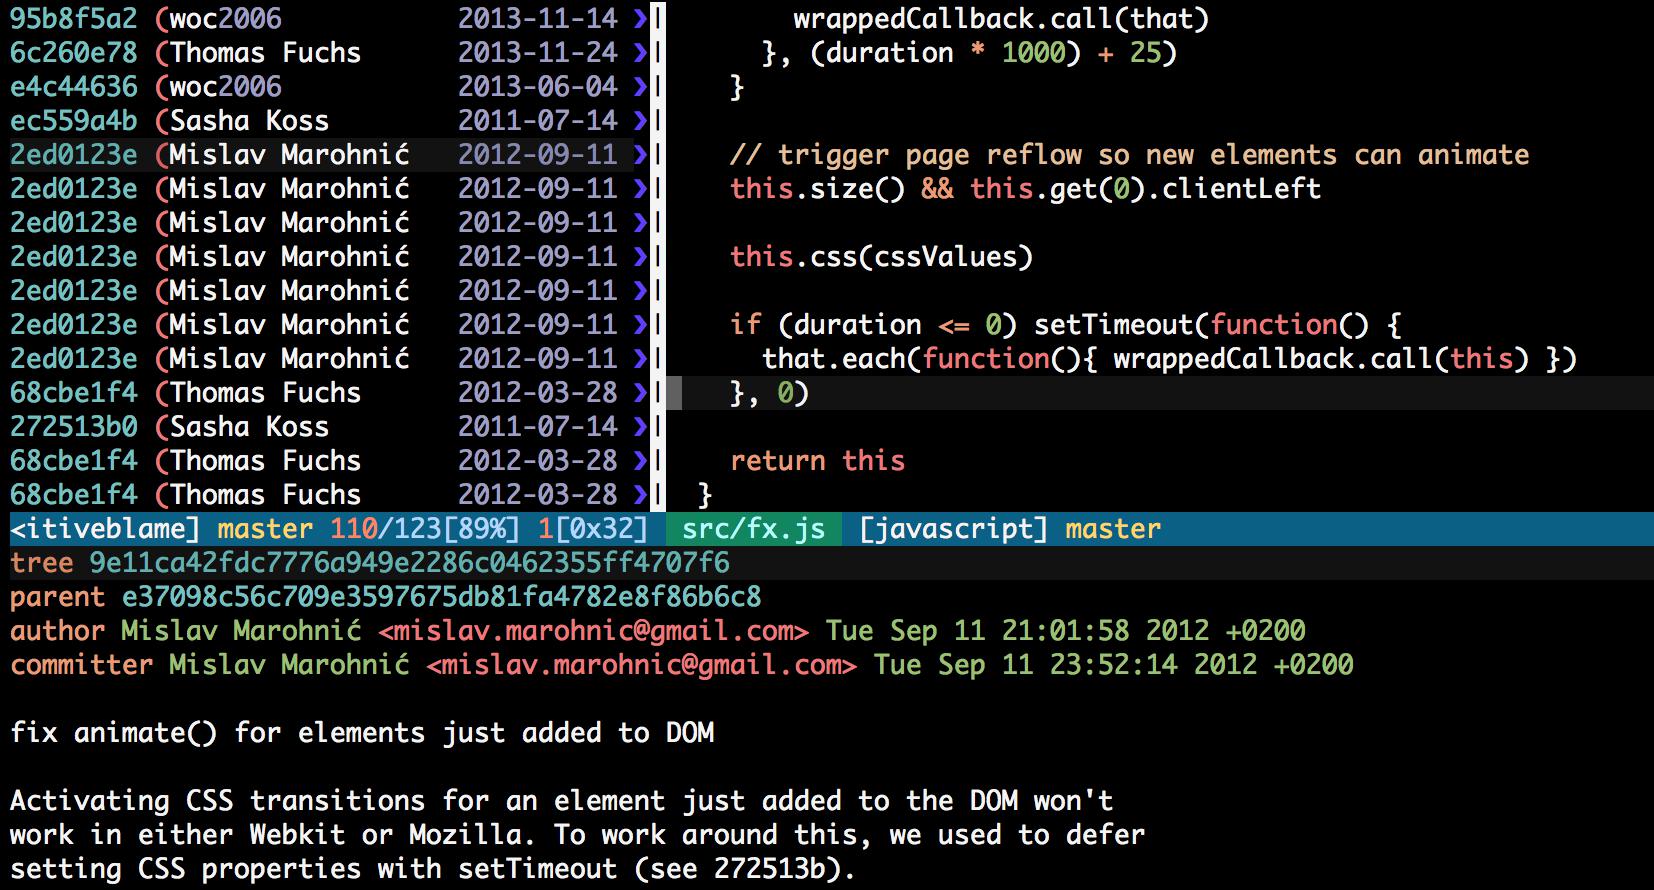 95b8f5a2 (woc2006           2013-11-14 ❯|        wrappedCallback.call(that)
6c260e78 (Thomas Fuchs      2013-11-24 ❯|      }, (duration * 1000) + 25)
e4c44636 (woc2006           2013-06-04 ❯|    }
ec559a4b (Sasha Koss        2011-07-14 ❯|
2ed0123e (Mislav Marohnić   2012-09-11 ❯|    // trigger page reflow so new elements can animate
2ed0123e (Mislav Marohnić   2012-09-11 ❯|    this.size() && this.get(0).clientLeft
2ed0123e (Mislav Marohnić   2012-09-11 ❯|
2ed0123e (Mislav Marohnić   2012-09-11 ❯|    this.css(cssValues)
2ed0123e (Mislav Marohnić   2012-09-11 ❯|
2ed0123e (Mislav Marohnić   2012-09-11 ❯|    if (duration <= 0) setTimeout(function() {
2ed0123e (Mislav Marohnić   2012-09-11 ❯|      that.each(function(){ wrappedCallback.call(this) })
68cbe1f4 (Thomas Fuchs      2012-03-28 ❯|    }, 0)
272513b0 (Sasha Koss        2011-07-14 ❯|
68cbe1f4 (Thomas Fuchs      2012-03-28 ❯|    return this
68cbe1f4 (Thomas Fuchs      2012-03-28 ❯|  }
<itiveblame] master 110/123[89%] 1[0x32]  src/fx.js  [javascript] master
tree 9e11ca42fdc7776a949e2286c0462355ff4707f6
parent e37098c56c709e3597675db81fa4782e8f86b6c8
author Mislav Marohnić <mislav.marohnic@gmail.com> Tue Sep 11 21:01:58 2012 +0200
committer Mislav Marohnić <mislav.marohnic@gmail.com> Tue Sep 11 23:52:14 2012 +0200
fix animate() for elements just added to DOM
Activating CSS transitions for an element just added to the DOM won't
work in either Webkit or Mozilla. To work around this, we used to defer
setting CSS properties with setTimeout (see 272513b).